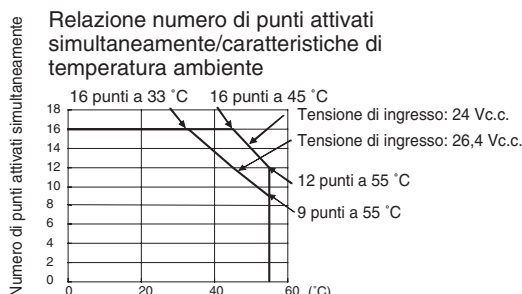 Relazione numero di punti attivati
simultaneamente/caratteristiche di
temperatura ambiente
Numero di punti attivati simultaneamente
16 punti a 33 ˚C
16 punti a 45 ˚C
Tensione di ingresso: 24 Vc.c.
Tensione di ingresso: 26,4 Vc.c.
12 punti a 55 ˚C
9 punti a 55 ˚C
18
16
14
12
10
8
6
4
2
0
0 20 40 60 (˚C)